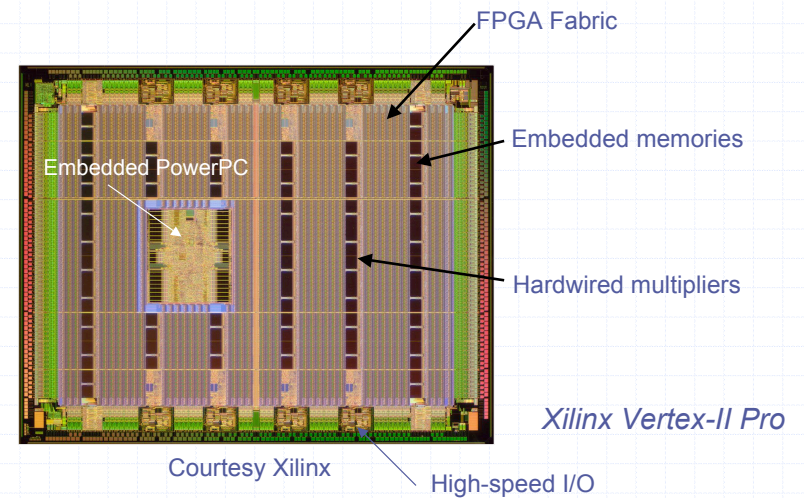 FPGA Fabric
Embedded memories
Embedded PowerPC
Hardwired multipliers
Xilinx Vertex-II Pro
Courtesy Xilinx
High-speed I/O